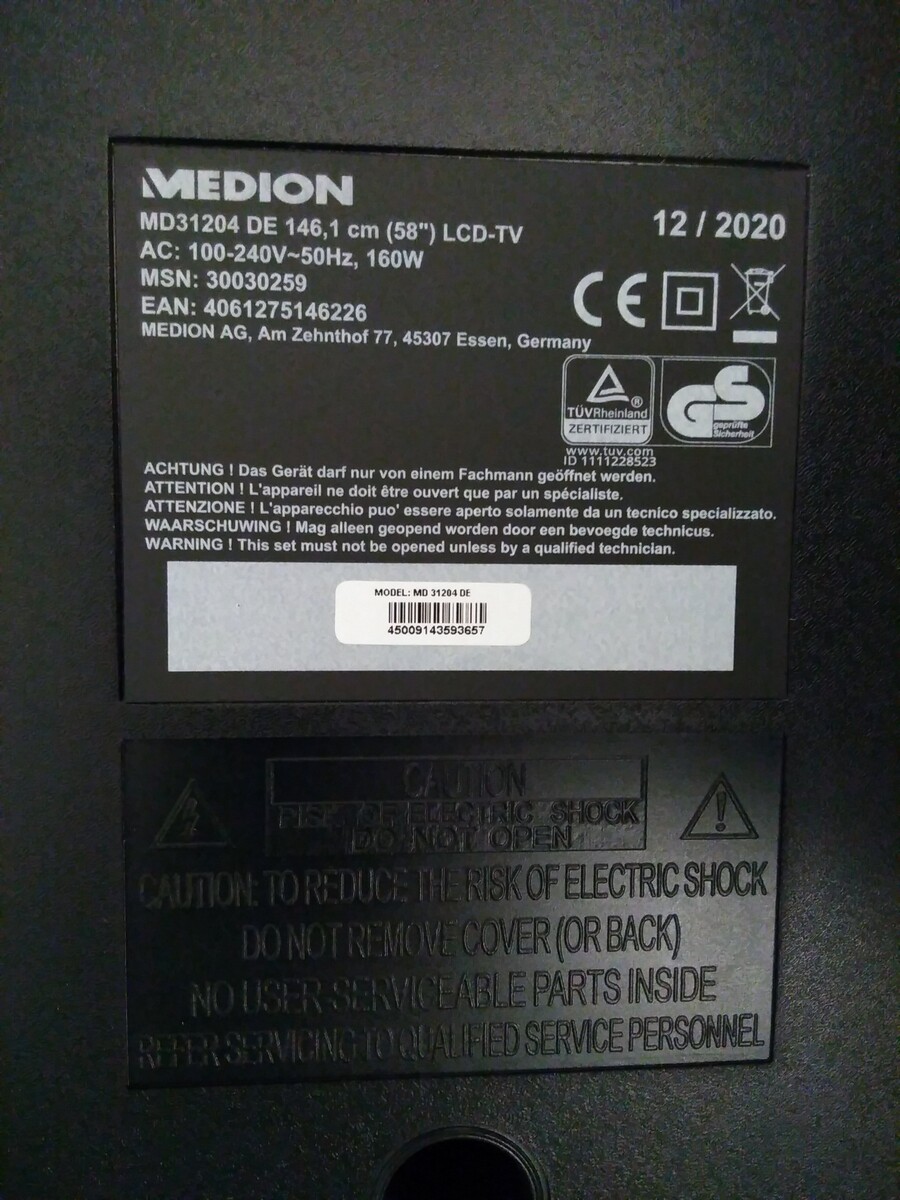 MEDION
MD31204 DE 146,1 cm (58") LCD-TV
12 / 2020
AC: 100-240V~50Hz, 160W
MSN: 30030259
EAN: 4061275146226
MEDION AG, Am Zehnthof 77, 45307 Essen, Germany
CE
TÜVRheinland
ZERTIFIZIERT
GS
geprüfte
Sicherheit
www.tuv.com
ID 1111228523
ACHTUNG ! Das Gerät darf nur von einem Fachmann geöffnet werden.
ATTENTION ! L'appareil ne doit être ouvert que par un spécialiste.
ATTENZIONE ! L'apparecchio puo' essere aperto solamente da un tecnico specializzato.
WAARSCHUWING ! Mag alleen geopend worden door een bevoegde technicus.
WARNING ! This set must not be opened unless by a qualified technician.
MODEL: MD 31204 DE
45009143593657
CAUTION
RISK OF ELECTRIC SHOCK
DO NOT OPEN
CAUTION: TO REDUCE THE RISK OF ELECTRIC SHOCK
DO NOT REMOVE COVER (OR BACK)
NO USER-SERVICEABLE PARTS INSIDE
REFER SERVICING TO QUALIFIED SERVICE PERSONNEL